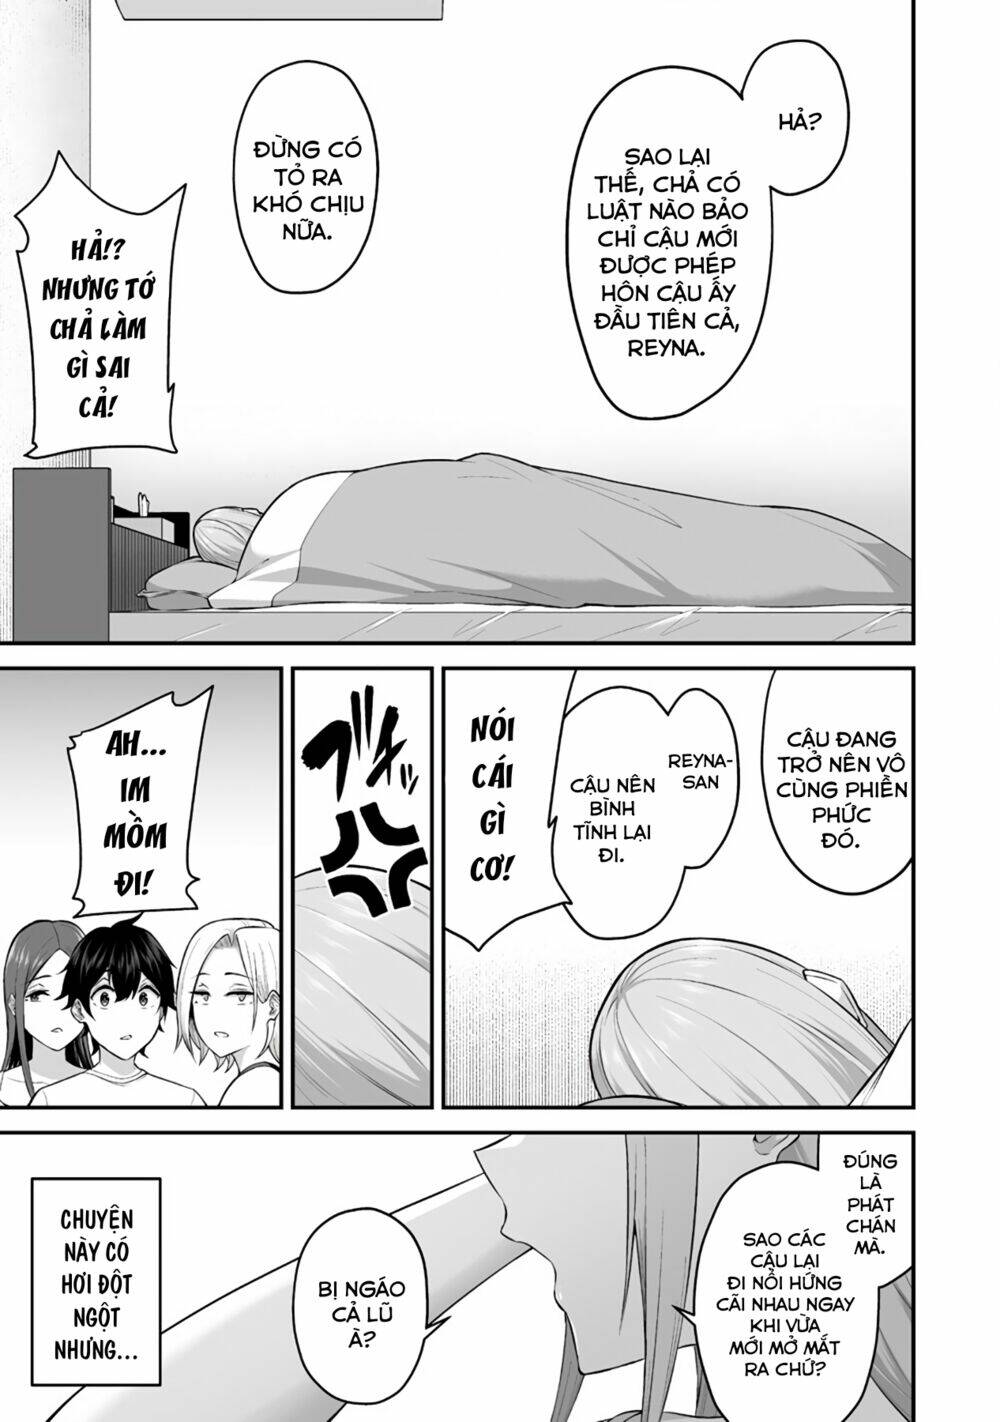 HẢ?
SAO LẠI
THẾ, CHẢ CÓ
LUẬT NÀO BẢO
CHỈ CẬU MỚI
ĐƯỢC PHÉP
HÔN CẬU ẤY
ĐẦU TIÊN CẢ,
REYNA.
ĐỪNG CÓ
TỎ RA
KHÓ CHỊU
NỮA.
HẢ!?
NHƯNG TỚ
CHẢ LÀM
GÌ SAI
CẢ!
CẬU ĐANG
TRỞ NÊN VÔ
CÙNG PHIỀN
PHỨC
ĐÓ.
REYNA-
SAN
CẬU NÊN
BÌNH
TĨNH LẠI
ĐI.
NÓI
CÁI
GÌ
CƠ!
ブチッ
AH...
IM
MỒM
ĐI!
ĐÚNG
LÀ
PHÁT
CHÁN
MÀ.
SAO CÁC
CẬU LẠI
ĐI NỔI HỨNG
CÃI NHAU NGAY
KHI VỪA
MỚI MỞ MẮT
RA CHỨ?
BỊ NGÁO
CẢ LŨ
À?
CHUYỆN
NÀY CÓ
HƠI ĐỘT
NGỘT
NHƯNG...